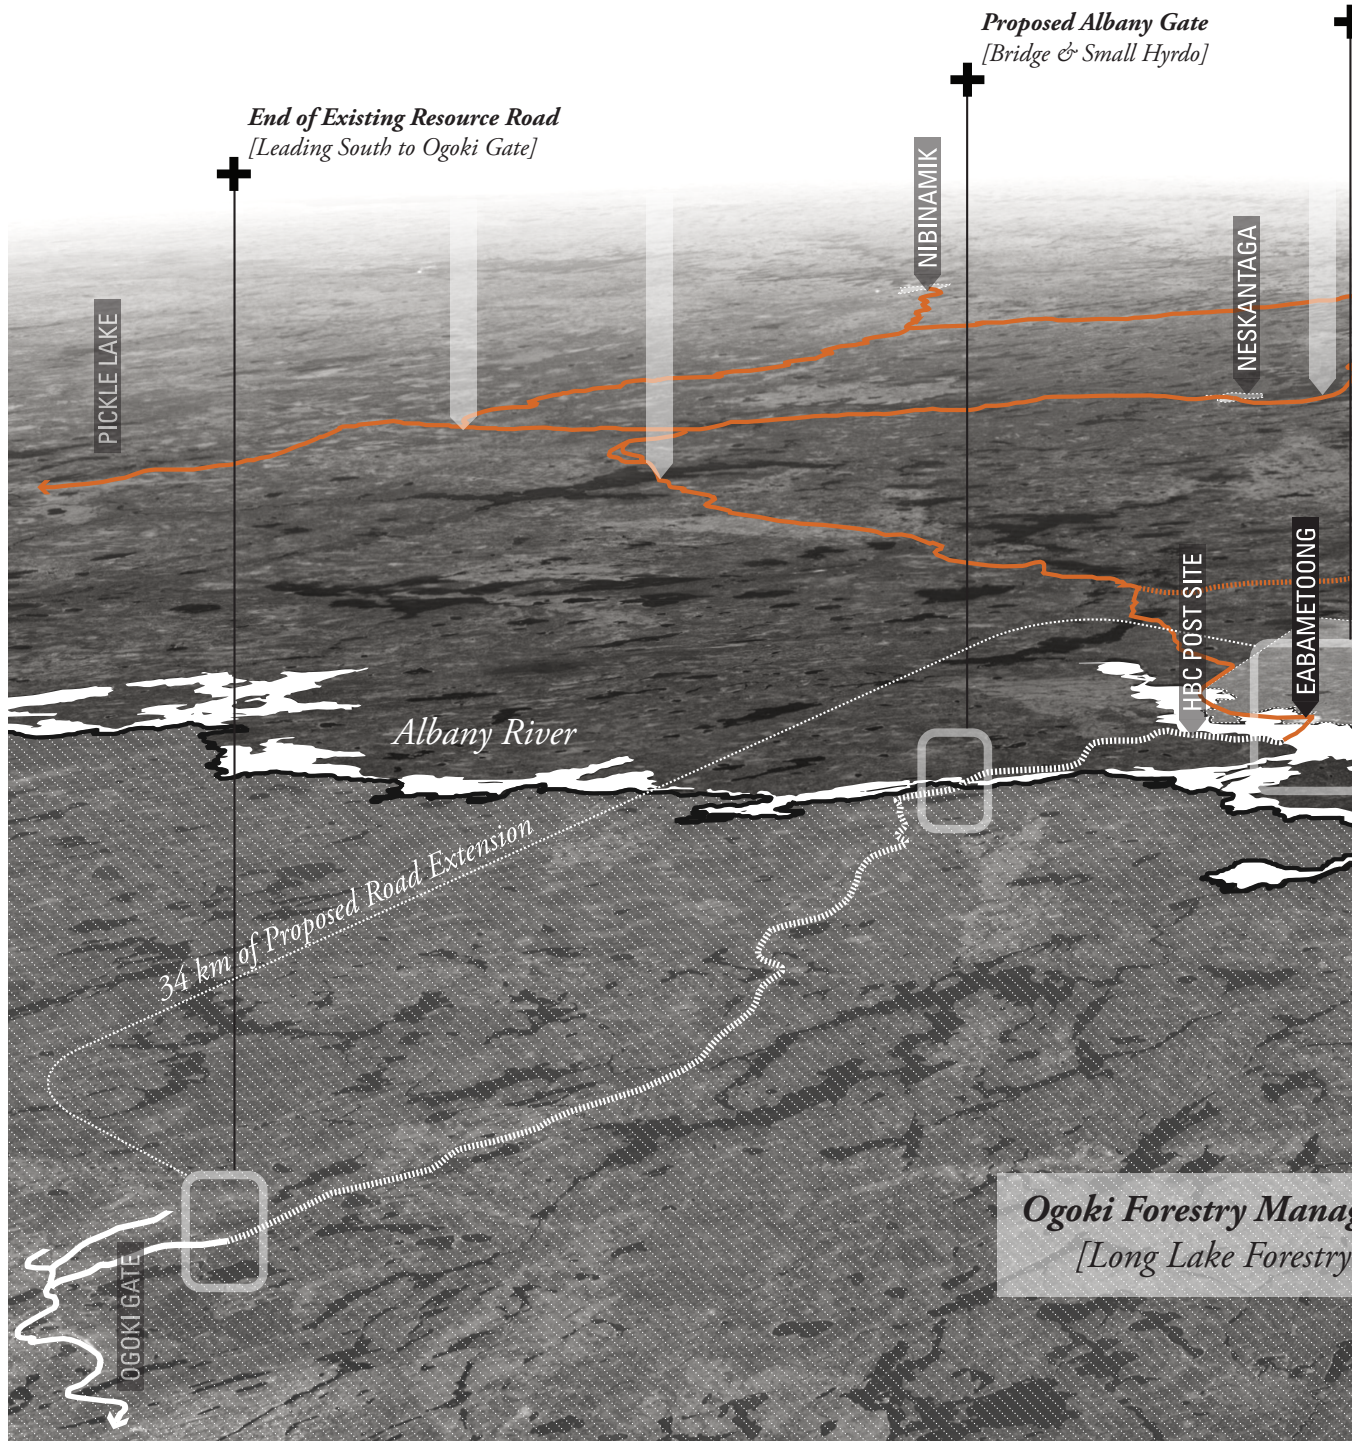 Proposed Albany Gate
[Bridge & Small Hyrdo]
End of Existing Resource Road
[Leading South to Ogoki Gate]
NIBINAMIK
NESKANTAGA
PICKLE LAKE
HBC POST SITE
EABAMETOONG
Albany River
34 km of Proposed Road Extension
Ogoki Forestry Manag
[Long Lake Forestry
OGOKI GATE